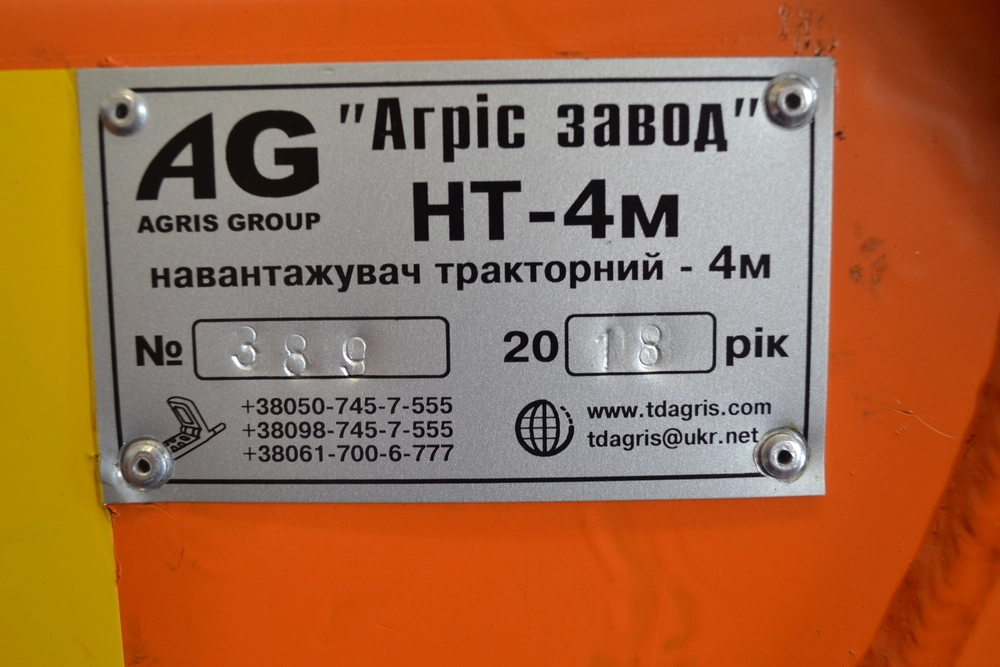 AG
AGRIS GROUP
"Агріс завод"
НТ-4м
навантажувач тракторний - 4м
№ 389
20 18 рік
+38050-745-7-555
+38098-745-7-555
+38061-700-6-777
www.tdagris.com
tdagris@ukr.net